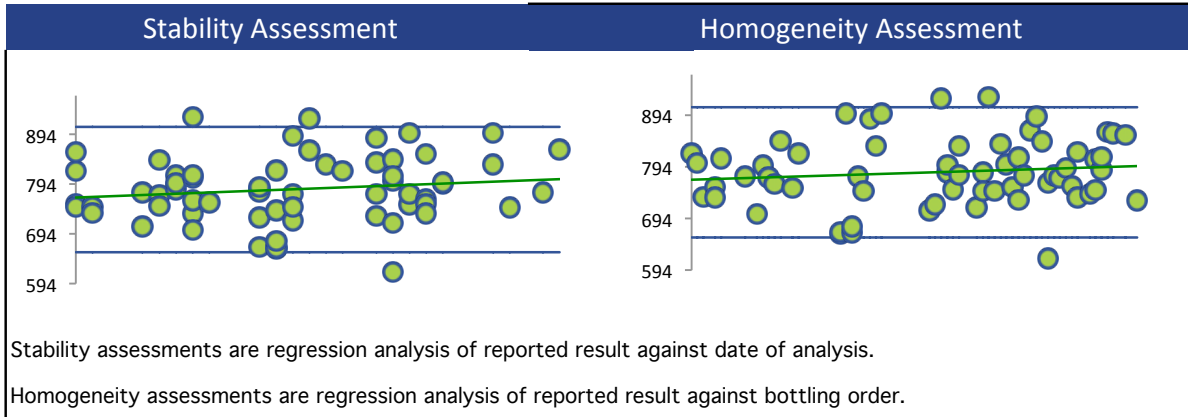 Stability Assessment
Homogeneity Assessment
894
794
694
594
894
794
694
594
Stability assessments are regression analysis of reported result against date of analysis.
Homogeneity assessments are regression analysis of reported result against bottling order.